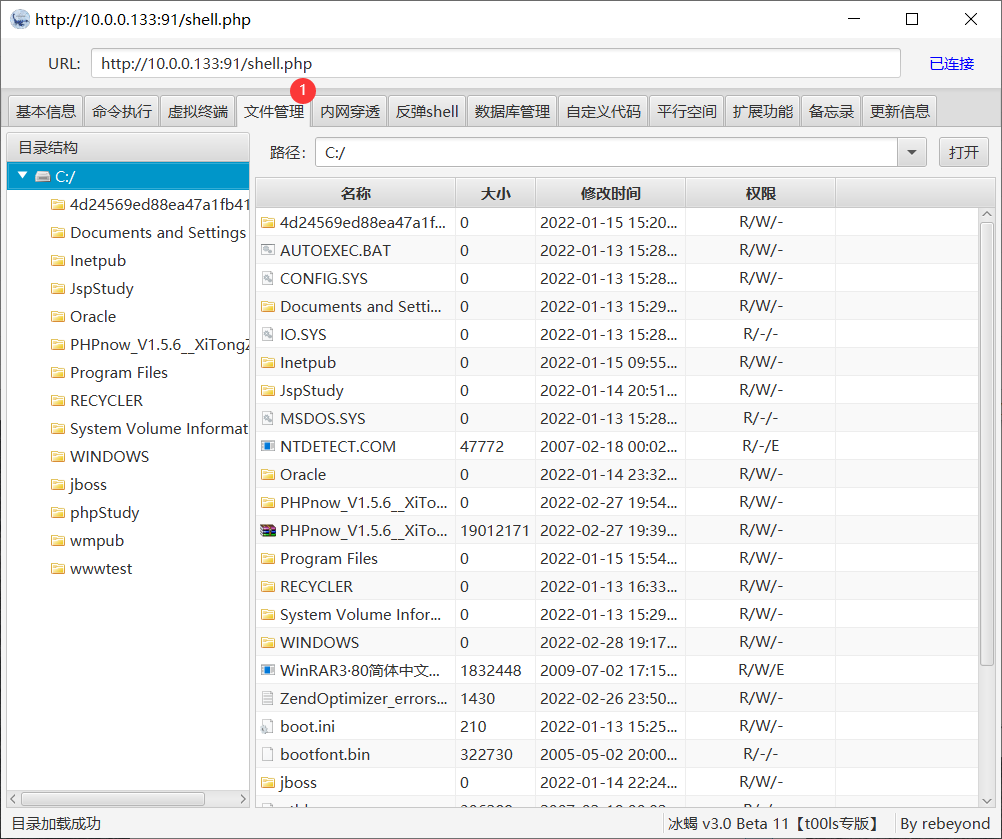 http://10.0.0.133:91/shell.php
URL: http://10.0.0.133:91/shell.php 已连接
1
基本信息 命令执行 虚拟终端 文件管理 内网穿透 反弹shell 数据库管理 自定义代码 平行空间 扩展功能 备忘录 更新信息
目录结构
C:/
4d24569ed88ea47a1fb41
Documents and Settings
Inetpub
JspStudy
Oracle
PHPnow_V1.5.6__XiTongZ
Program Files
RECYCLER
System Volume Informat
WINDOWS
jboss
phpStudy
wmpub
wwwtest
路径: C:/ 打开
名称 大小 修改时间 权限
4d24569ed88ea47a1f... 0 2022-01-15 15:20... R/W/-
AUTOEXEC.BAT 0 2022-01-13 15:28... R/W/-
CONFIG.SYS 0 2022-01-13 15:28... R/W/-
Documents and Setti... 0 2022-01-13 15:29... R/W/-
IO.SYS 0 2022-01-13 15:28... R/-/-
Inetpub 0 2022-01-15 09:55... R/W/-
JspStudy 0 2022-01-14 20:51... R/W/-
MSDOS.SYS 0 2022-01-13 15:28... R/-/-
NTDETECT.COM 47772 2007-02-18 00:02... R/-/E
Oracle 0 2022-01-14 23:32... R/W/-
PHPnow_V1.5.6__XiTo... 0 2022-02-27 19:54... R/W/-
PHPnow_V1.5.6__XiTo... 19012171 2022-02-27 19:39... R/W/-
Program Files 0 2022-01-15 15:54... R/W/-
RECYCLER 0 2022-01-13 16:33... R/W/-
System Volume Infor... 0 2022-01-13 15:29... R/W/-
WINDOWS 0 2022-02-28 19:17... R/W/-
WinRAR3·80简体中文... 1832448 2009-07-02 17:15... R/W/E
ZendOptimizer_errors... 1430 2022-02-26 23:50... R/W/-
boot.ini 210 2022-01-13 15:25... R/W/-
bootfont.bin 322730 2005-05-02 20:00... R/-/-
jboss 0 2022-01-14 22:24... R/W/-
目录加载成功 冰蝎 v3.0 Beta 11【t00ls专版】 By rebeyond